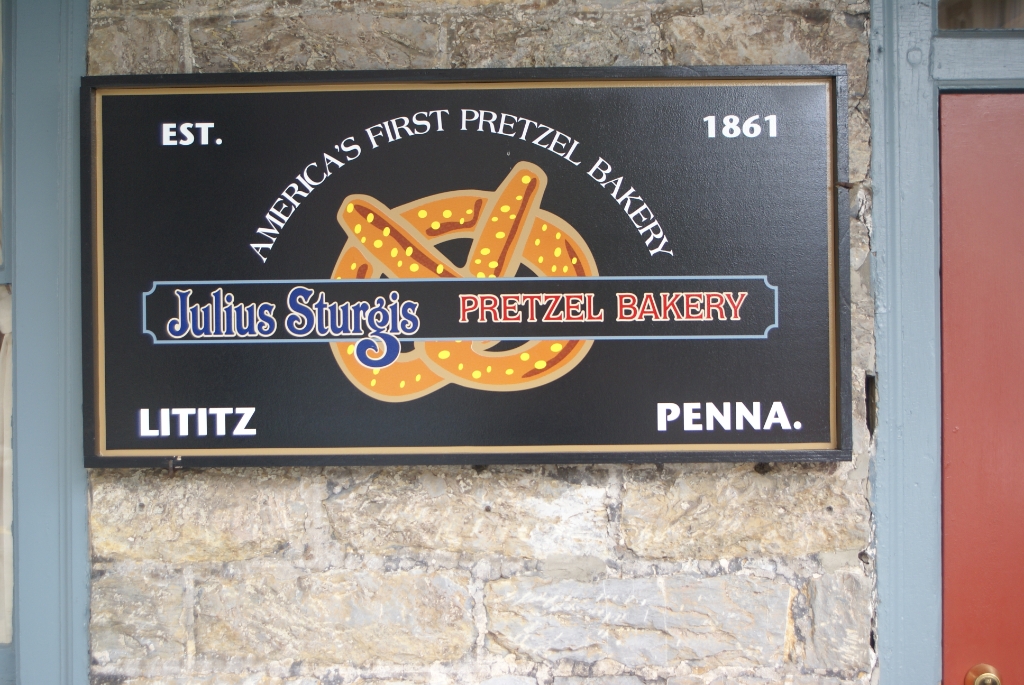 EST. 1861
AMERICA'S FIRST PRETZEL BAKERY
Julius Sturgis PRETZEL BAKERY
LITITZ PENNA.